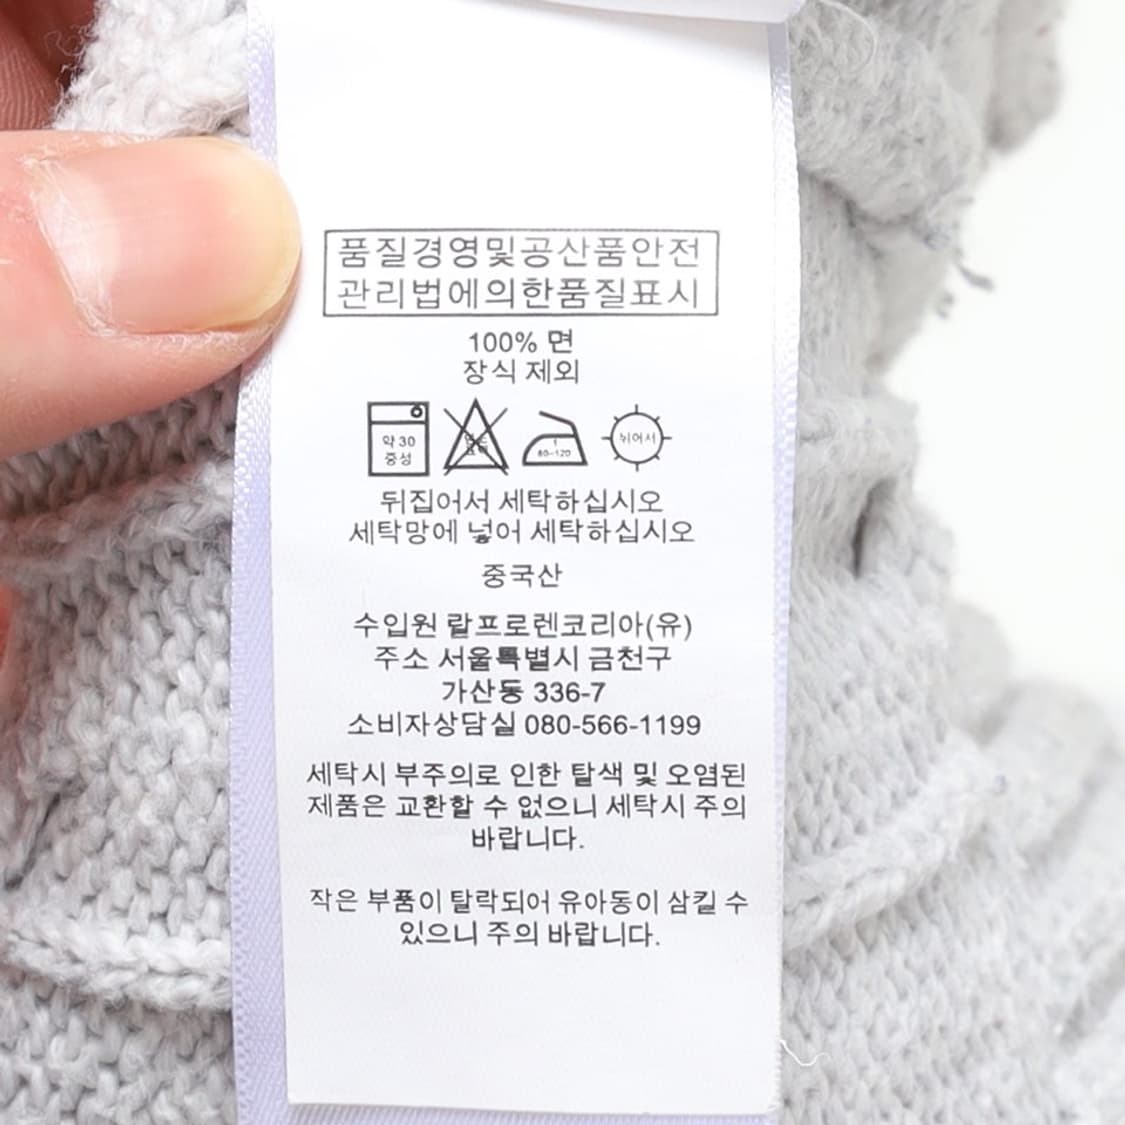 품질경영및공산품안전
관리법에의한품질표시
100% 면
장식 제외
약 30
중성
1
80~120
뉘어서
뒤집어서 세탁하십시오
세탁망에 넣어 세탁하십시오
중국산
수입원 랄프로렌코리아(유)
주소 서울특별시 금천구
가산동 336-7
소비자상담실 080-566-1199
세탁시 부주의로 인한 탈색 및 오염된
제품은 교환할 수 없으니 세탁시 주의
바랍니다.
작은 부품이 탈락되어 유아동이 삼킬 수
있으니 주의 바랍니다.